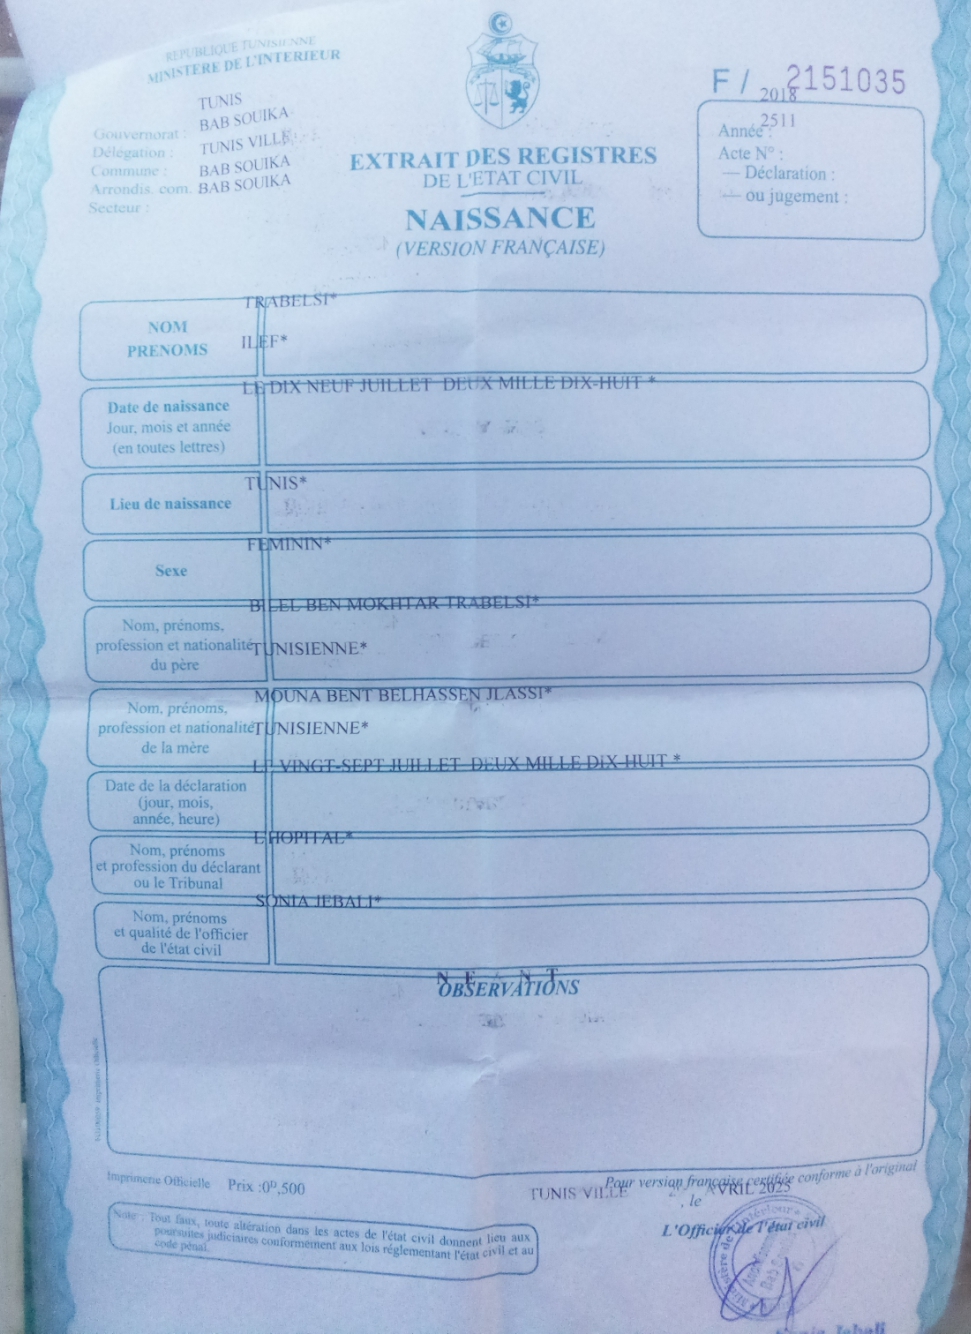 REPUBLIQUE TUNISIENNE
MINISTERE DE L'INTERIEUR
Gouvernorat : TUNIS
Délégation : BAB SOUIKA
Commune : TUNIS VILLE
Arrondis. com. BAB SOUIKA
Secteur : BAB SOUIKA
EXTRAIT DES REGISTRES
DE L'ETAT CIVIL
NAISSANCE
(VERSION FRANÇAISE)
F / 2151035
Année : 2018
Acte N° : 2511
— Déclaration :
— ou jugement :
NOM TRABELSI*
PRENOMS ILEF*
LE DIX NEUF JUILLET DEUX MILLE DIX-HUIT *
Date de naissance
Jour, mois et année
(en toutes lettres)
TUNIS*
Lieu de naissance
FEMININ*
Sexe
BILEL BEN MOKHTAR TRABELSI*
Nom, prénoms,
profession et nationalité TUNISIENNE*
du père
MOUNA BENT BELHASSEN JLASSI*
Nom, prénoms,
profession et nationalité TUNISIENNE*
de la mère
LE VINGT-SEPT JUILLET DEUX MILLE DIX-HUIT *
Date de la déclaration
(jour, mois,
année, heure)
L'HOPITAL*
Nom, prénoms
et profession du déclarant
ou le Tribunal
SONIA JEBALI*
Nom, prénoms
et qualité de l'officier
de l'état civil
N E A N T
OBSERVATIONS
Imprimerie Officielle Prix :0ᴰ,500
Pour version française certifiée conforme à l'original
TUNIS VILLE , le AVRIL 2025
L'Officier de l'état civil
Note : Tout faux, toute altération dans les actes de l'état civil donnent lieu aux
poursuites judiciaires conformément aux lois réglementant l'état civil et au
code pénal.
Jebali